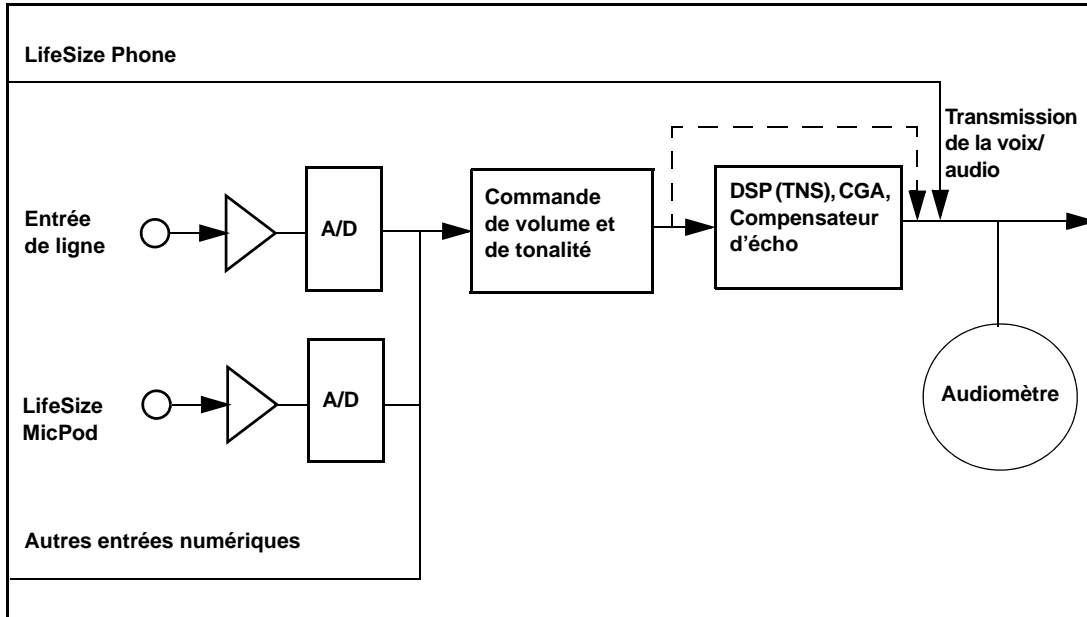 LifeSize Phone
Transmission
de la voix/
audio
Entrée
de ligne
A/D
Commande
de volume et
de tonalité
DSP (TNS), CGA,
Compensateur
d'écho
LifeSize
MicPod
A/D
Audiomètre
Autres entrées numériques